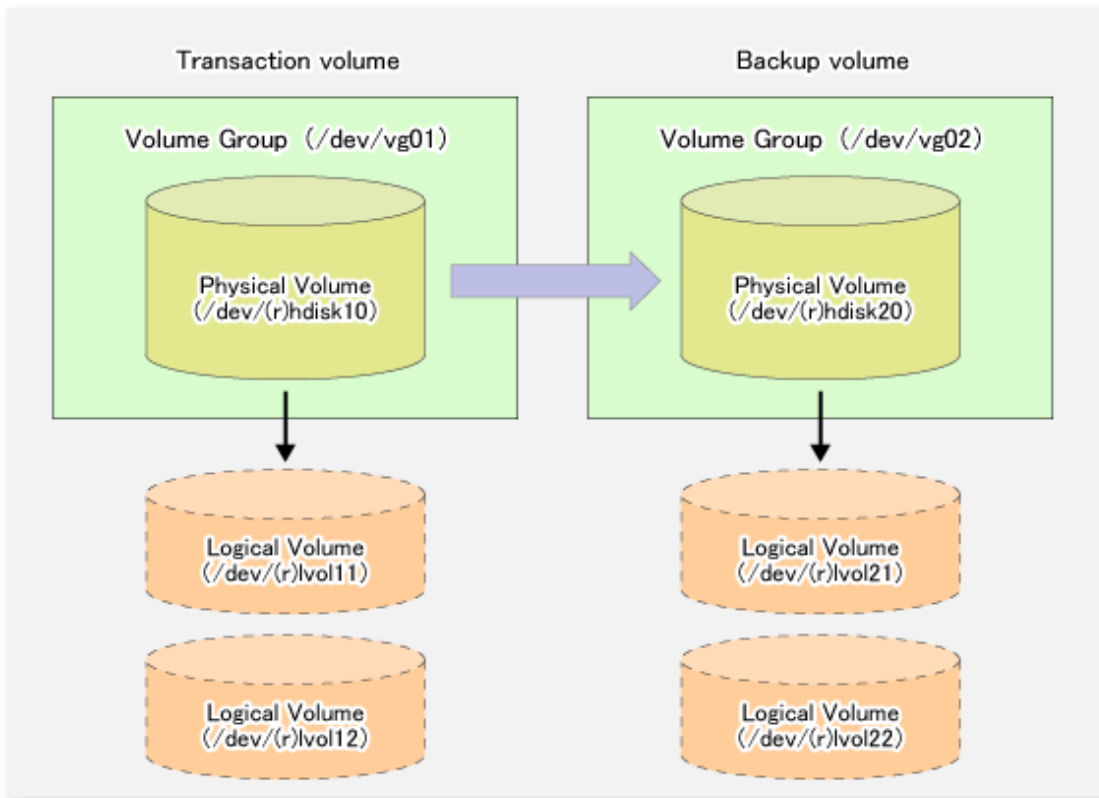 Transaction volume
Backup volume
Volume Group (/dev/vg01)
Volume Group (/dev/vg02)
Physical Volume
(/dev/(r)hdisk10)
Physical Volume
(/dev/(r)hdisk20)
Logical Volume
(/dev/(r)lvol11)
Logical Volume
(/dev/(r)lvol21)
Logical Volume
(/dev/(r)lvol12)
Logical Volume
(/dev/(r)lvol22)